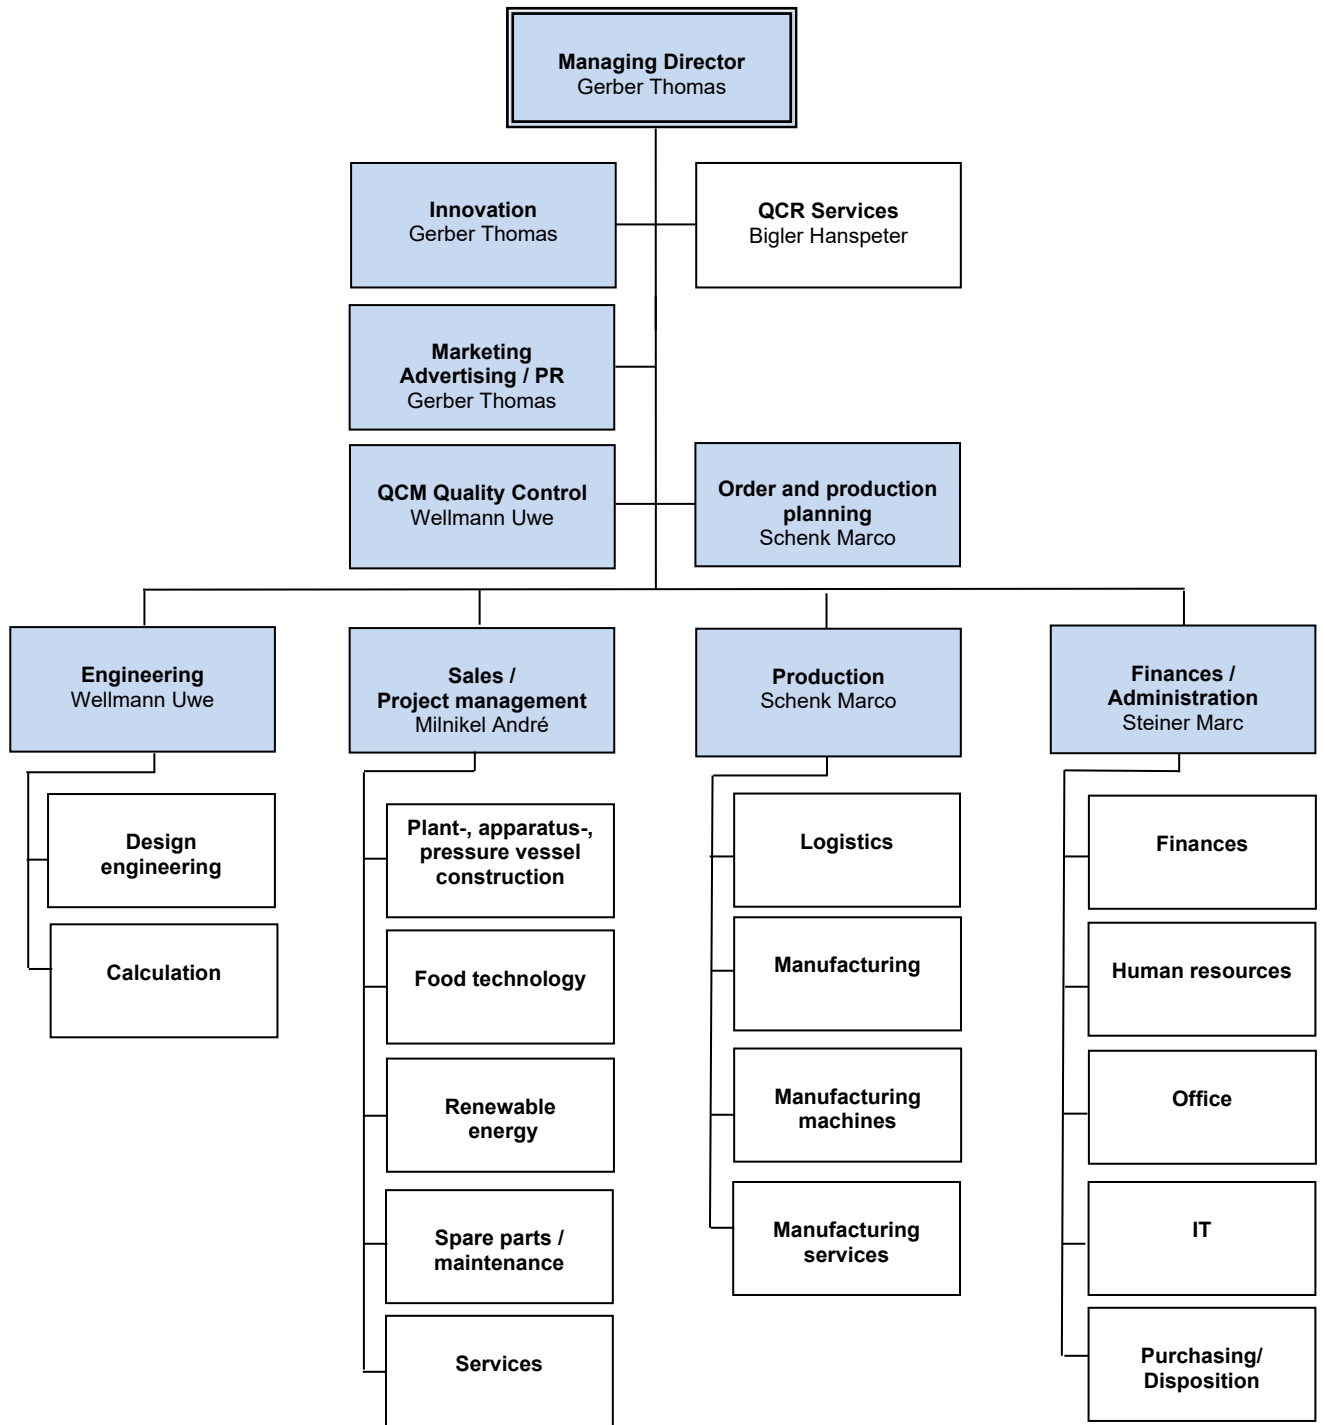 Managing Director
Gerber Thomas
Innovation
Gerber Thomas
QCR Services
Bigler Hanspeter
Marketing
Advertising / PR
Gerber Thomas
QCM Quality Control
Wellmann Uwe
Order and production
planning
Schenk Marco
Engineering
Wellmann Uwe
Sales /
Project management
Milnikel André
Production
Schenk Marco
Finances /
Administration
Steiner Marc
Design
engineering
Calculation
Plant-, apparatus-,
pressure vessel
construction
Food technology
Renewable
energy
Spare parts /
maintenance
Services
Logistics
Manufacturing
Manufacturing
machines
Manufacturing
services
Finances
Human resources
Office
IT
Purchasing/
Disposition